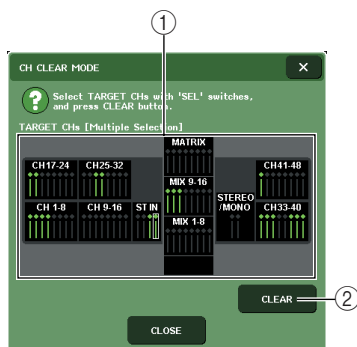 1
CH CLEAR MODE
Select TARGET CHs with 'SEL' switches,
and press CLEAR button.
TARGET CHs [Multiple Selection]
MATRIX
CH17-24 CH25-32 CH41-48
MIX 9-16
CH 1-8 CH 9-16 ST IN STEREO
/MONO CH33-40
MIX 1-8
CLEAR 2
CLOSE